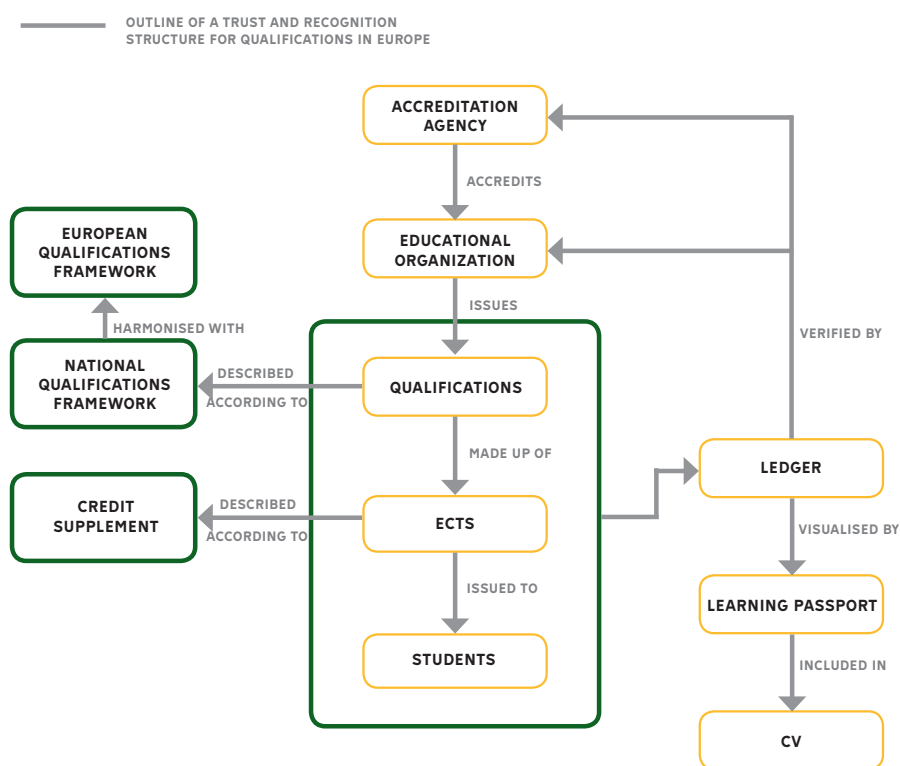 OUTLINE OF A TRUST AND RECOGNITION
STRUCTURE FOR QUALIFICATIONS IN EUROPE
ACCREDITATION
AGENCY
ACCREDITS
EDUCATIONAL
ORGANIZATION
ISSUES
EUROPEAN
QUALIFICATIONS
FRAMEWORK
HARMONISED WITH
NATIONAL
QUALIFICATIONS
FRAMEWORK
DESCRIBED
ACCORDING TO
QUALIFICATIONS
MADE UP OF
CREDIT
SUPPLEMENT
DESCRIBED
ACCORDING TO
ECTS
ISSUED TO
STUDENTS
VERIFIED BY
LEDGER
VISUALISED BY
LEARNING PASSPORT
INCLUDED IN
CV